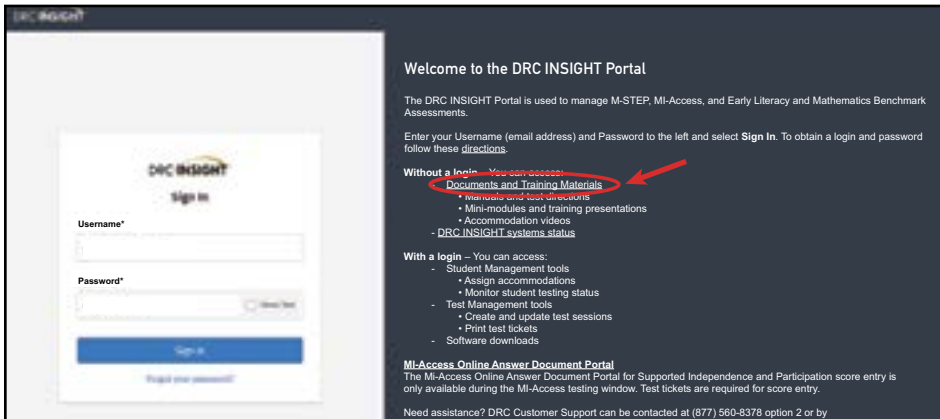 DRC INSIGHT
DRC INSIGHT
Sign In
Username*
Password*
Show Text
Sign In
Forgot your password?
Welcome to the DRC INSIGHT Portal
The DRC INSIGHT Portal is used to manage M-STEP, MI-Access, and Early Literacy and Mathematics Benchmark
Assessments.
Enter your Username (email address) and Password to the left and select Sign In. To obtain a login and password
follow these directions.
Without a login – You can access:
- Documents and Training Materials
• Manuals and test directions
• Mini-modules and training presentations
• Accommodation videos
- DRC INSIGHT systems status
With a login – You can access:
- Student Management tools
• Assign accommodations
• Monitor student testing status
- Test Management tools
• Create and update test sessions
• Print test tickets
- Software downloads
MI-Access Online Answer Document Portal
The MI-Access Online Answer Document Portal for Supported Independence and Participation score entry is
only available during the MI-Access testing window. Test tickets are required for score entry.
Need assistance? DRC Customer Support can be contacted at (877) 560-8378 option 2 or by